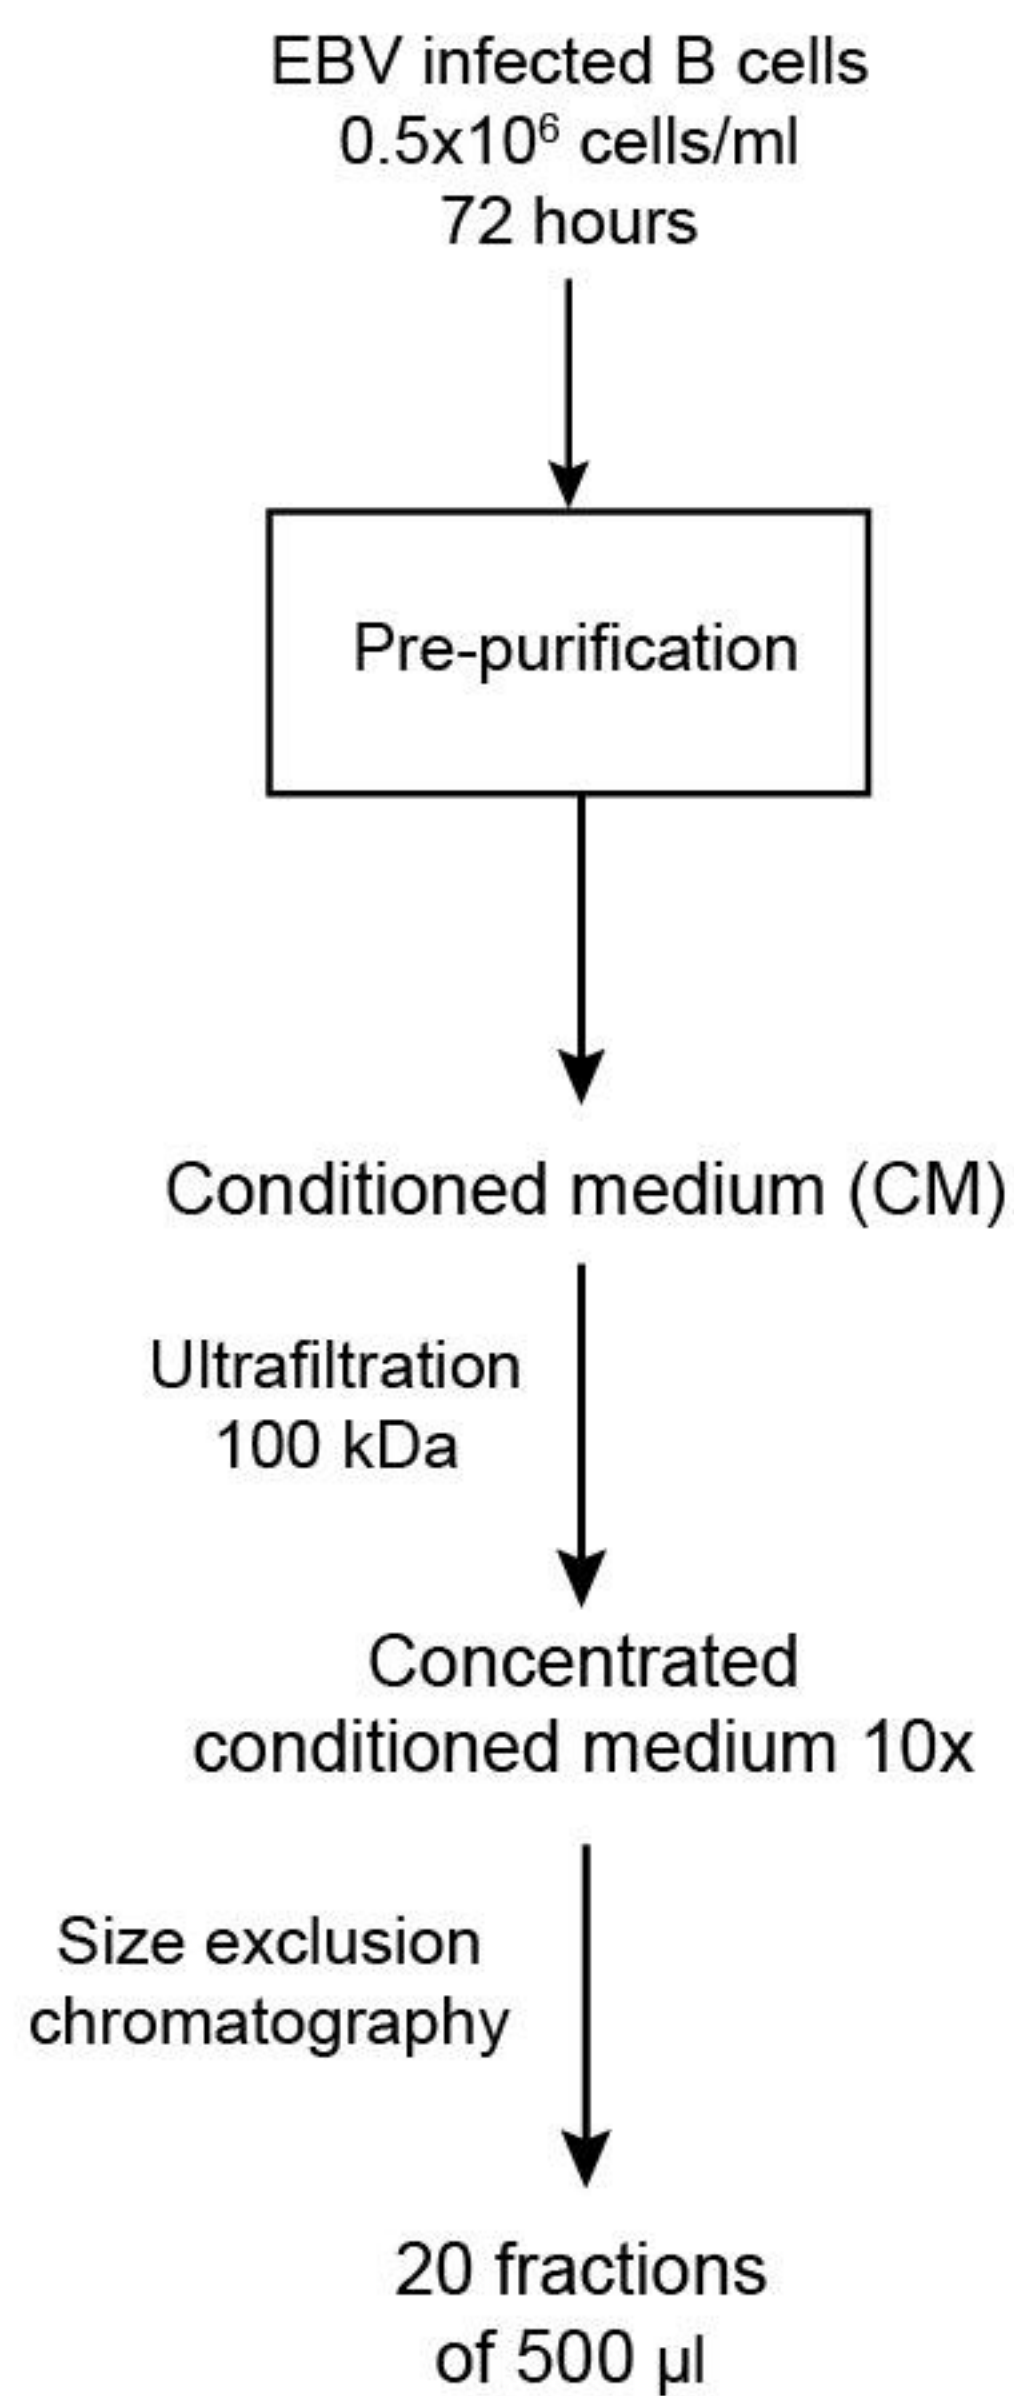 EBV infected B cells
0.5x10⁶ cells/ml
72 hours
Pre-purification
Conditioned medium (CM)
Ultrafiltration
100 kDa
Concentrated
conditioned medium 10x
Size exclusion
chromatography
20 fractions
of 500 µl